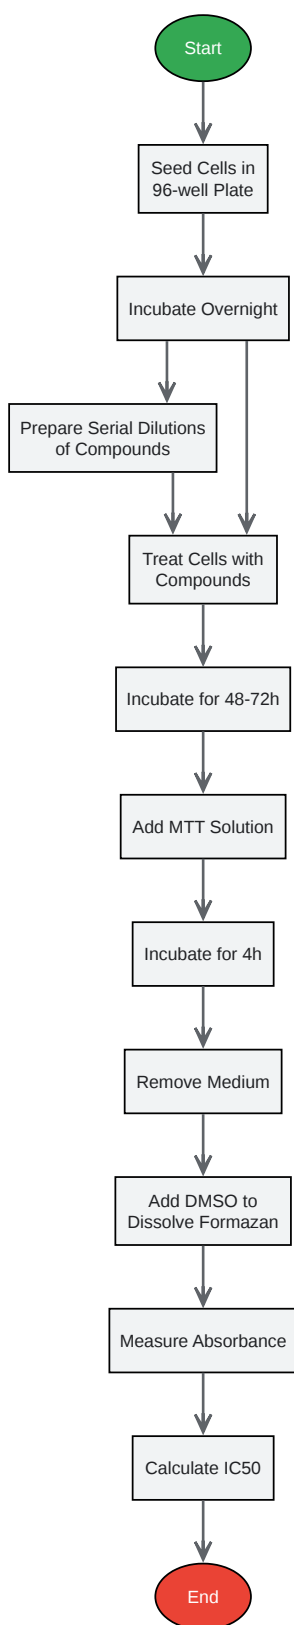 Start
Seed Cells in
96-well Plate
Incubate Overnight
Prepare Serial Dilutions
of Compounds
Treat Cells with
Compounds
Incubate for 48-72h
Add MTT Solution
Incubate for 4h
Remove Medium
Add DMSO to
Dissolve Formazan
Measure Absorbance
Calculate IC50
End